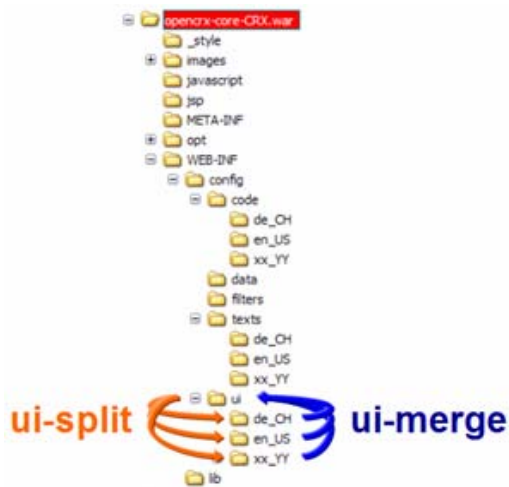 opencrx-core-CRX.war
_style
images
javascript
jsp
META-INF
opt
WEB-INF
config
code
de_CH
en_US
xx_YY
data
filters
texts
de_CH
en_US
xx_YY
ui
ui-split de_CH ui-merge
en_US
xx_YY
lib